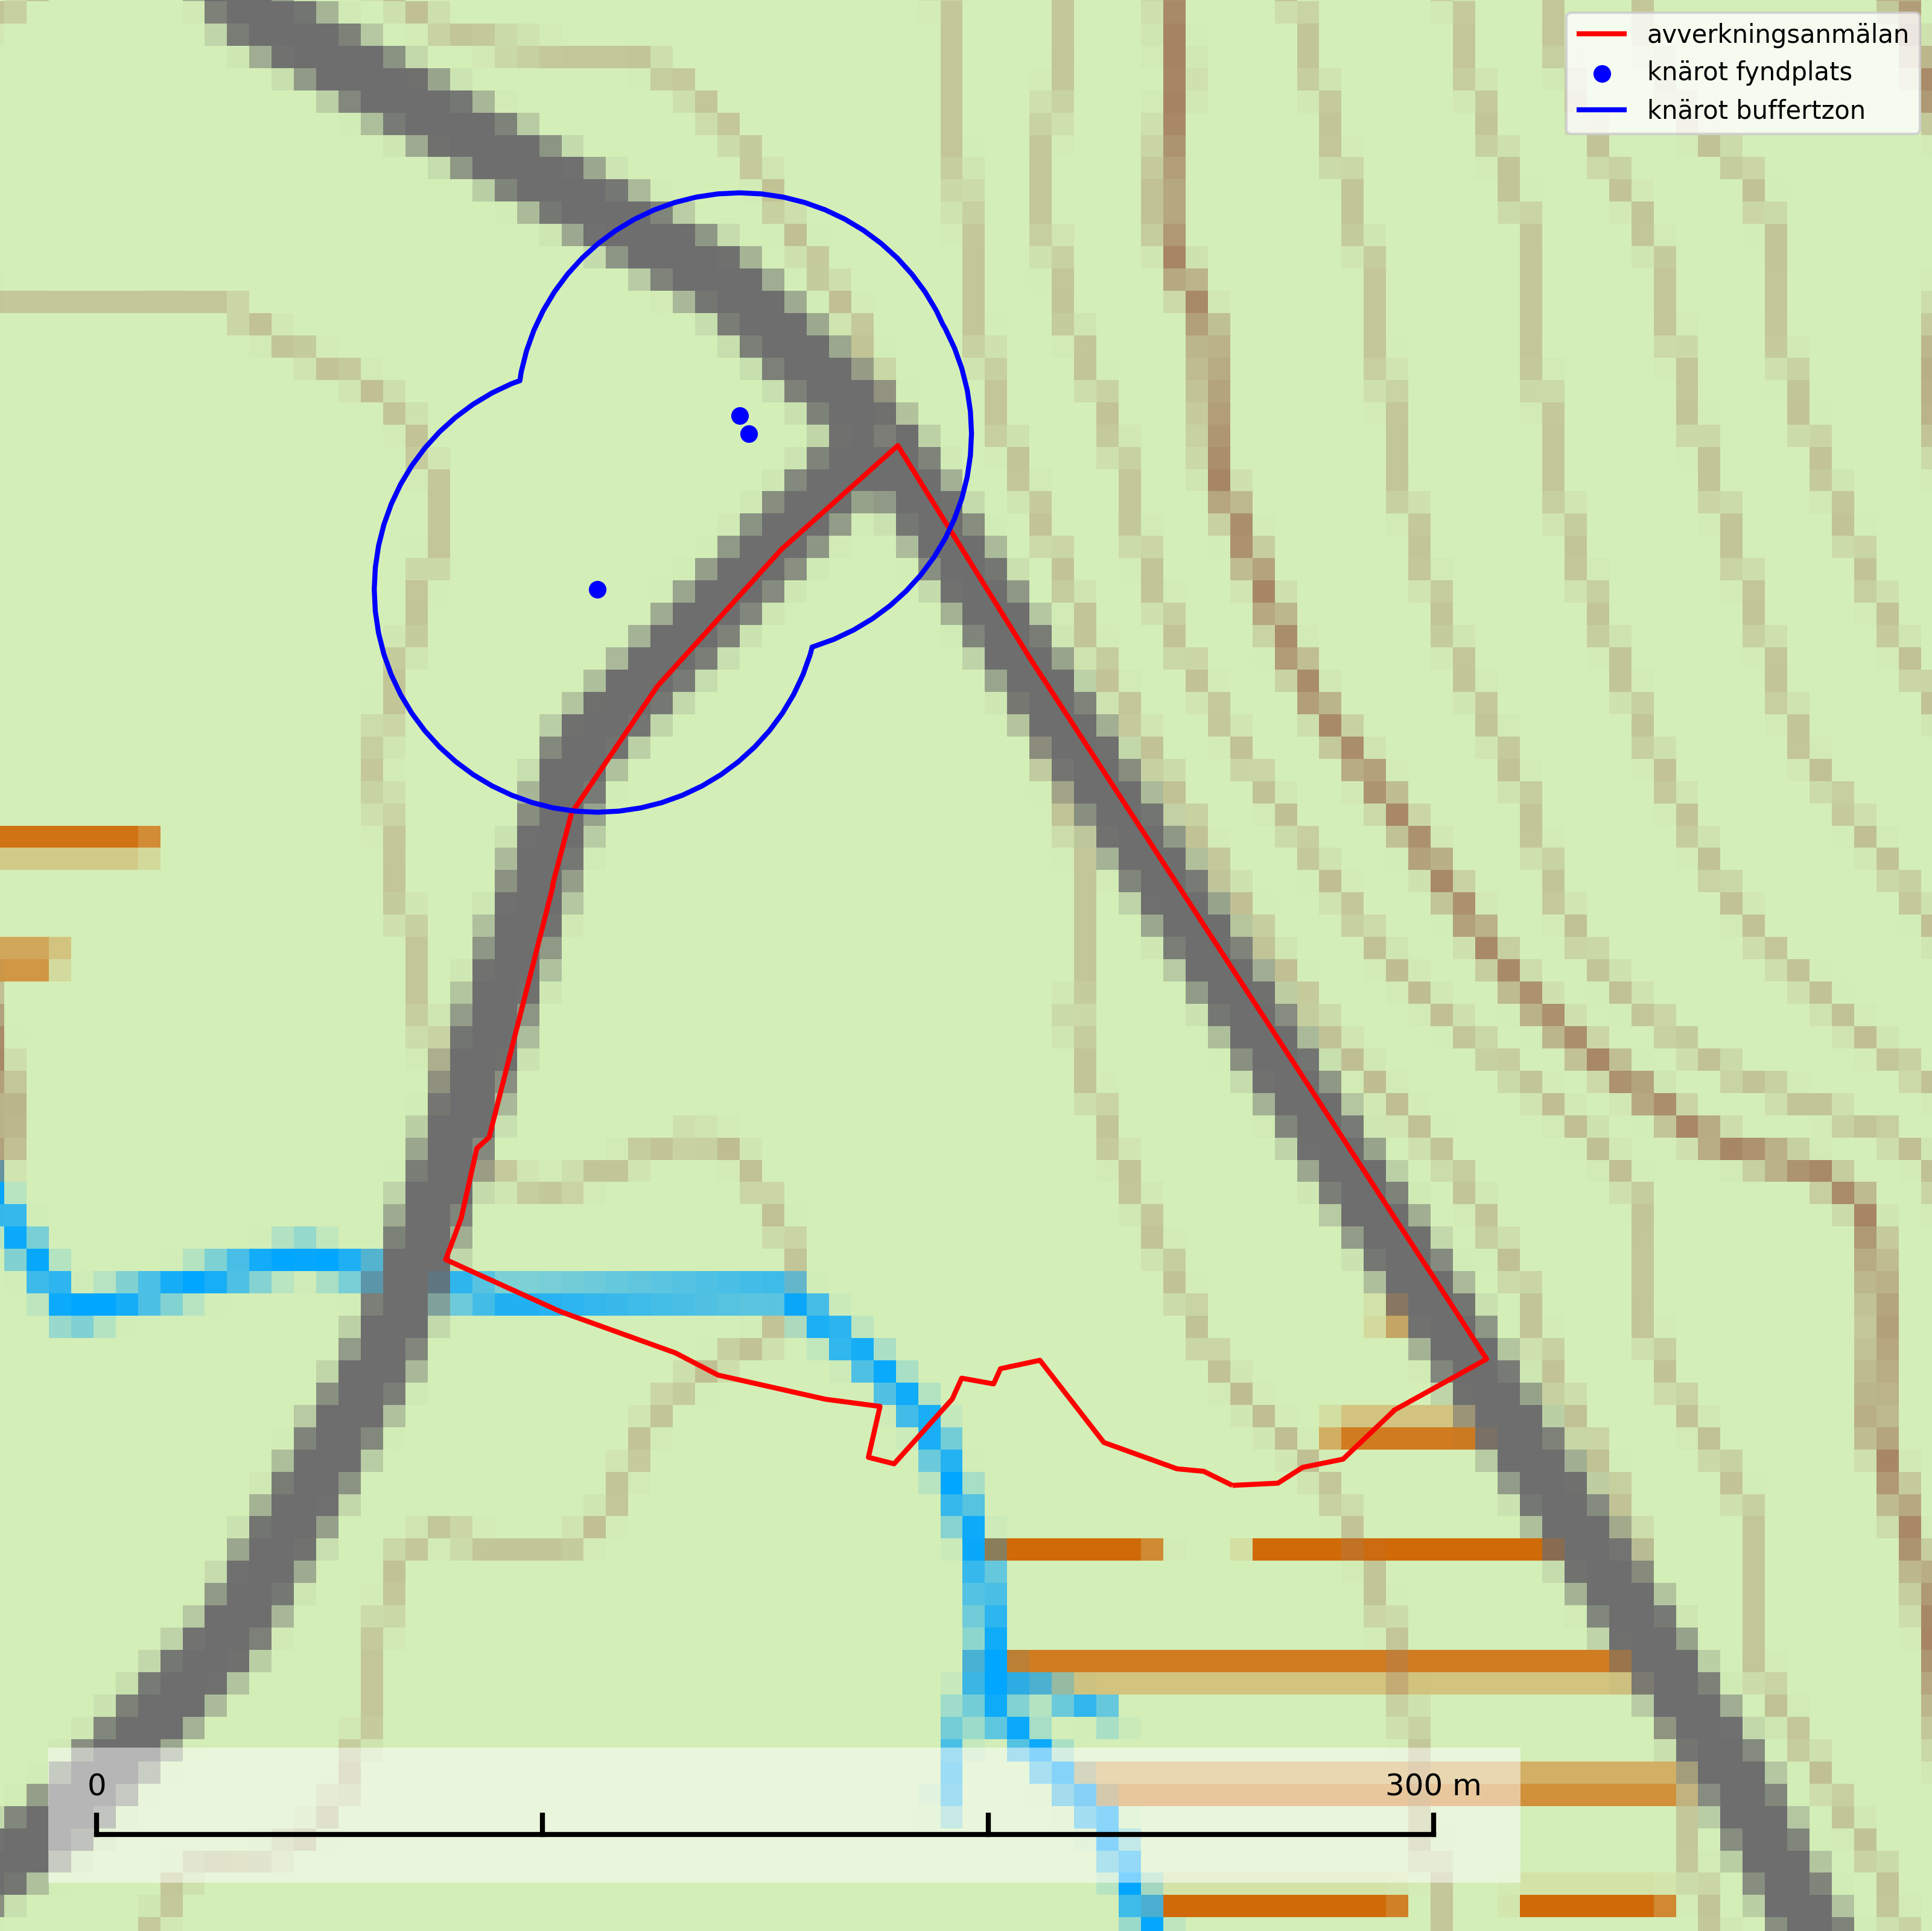 avverkningsanmälan
knärot fyndplats
knärot buffertzon
0
300 m